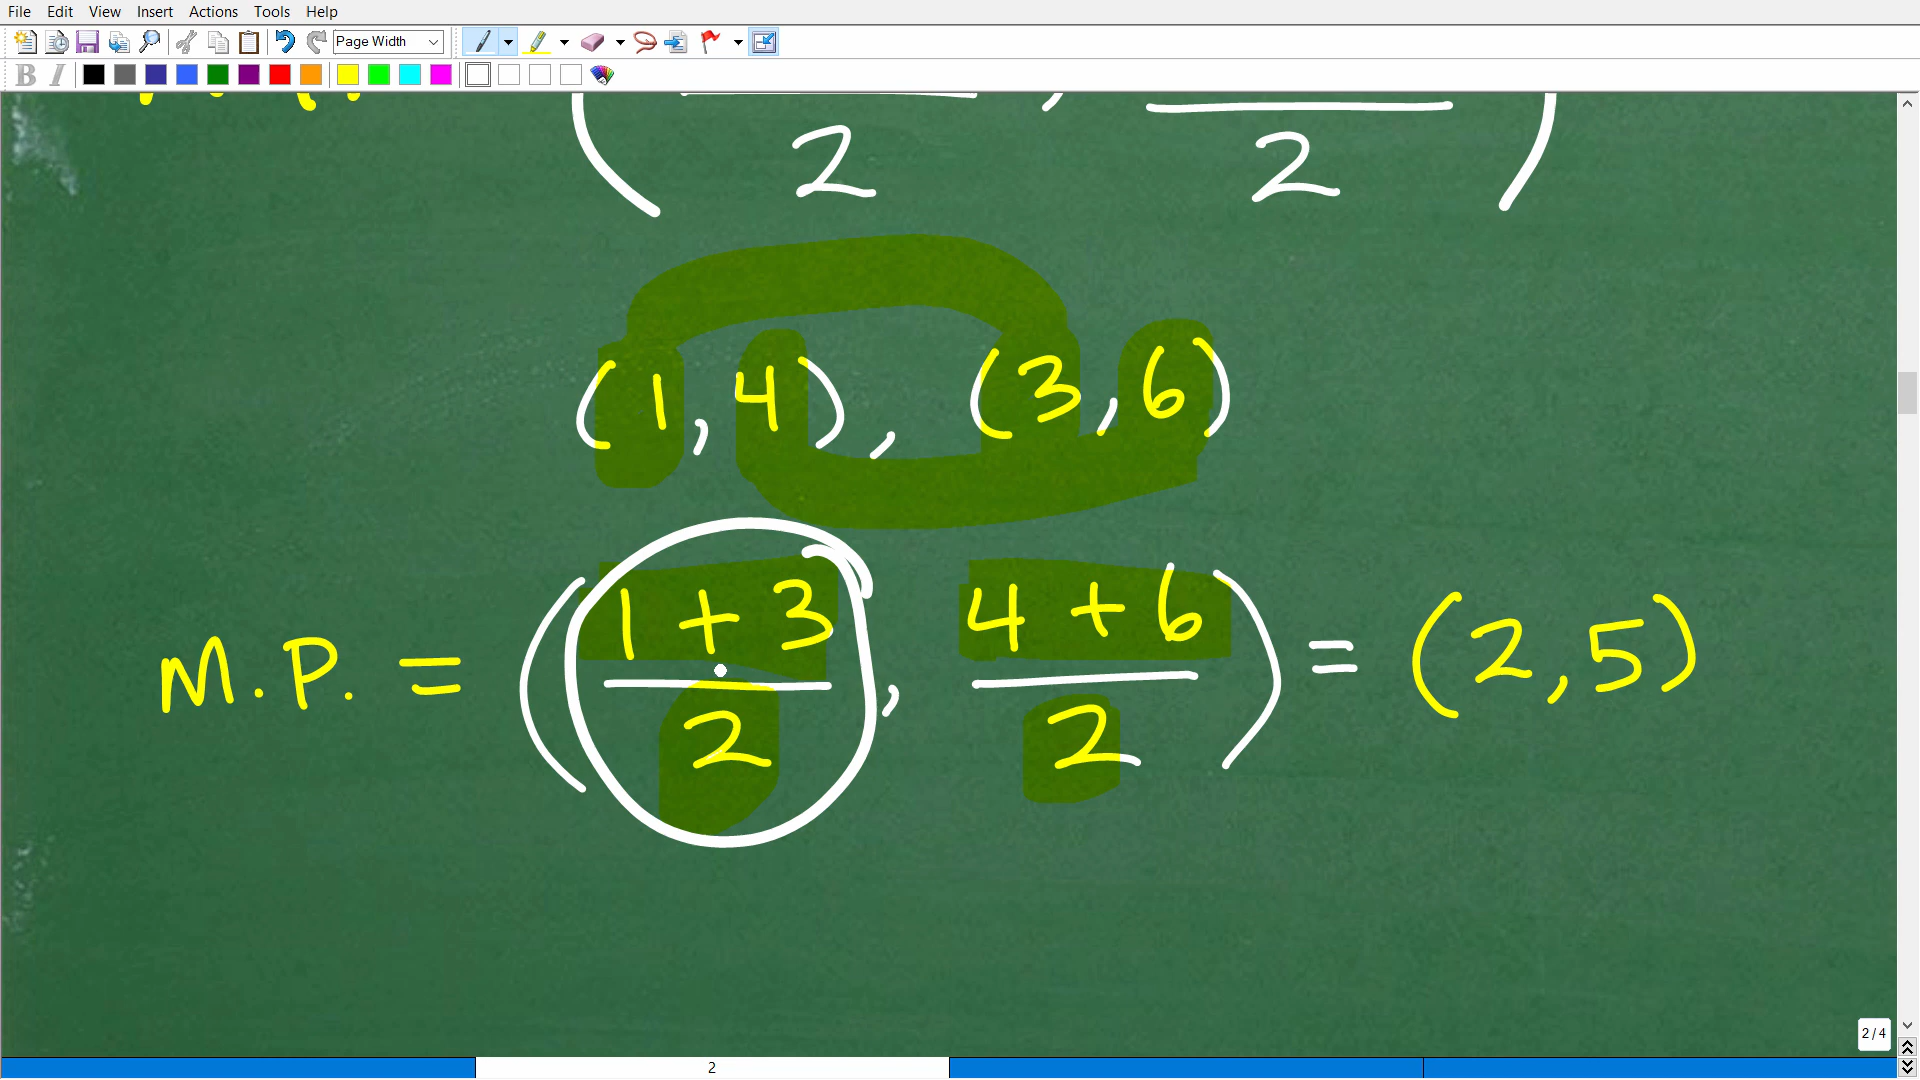 File Edit View Insert Actions Tools Help
Page Width
B I
2 2
(1,4), (3,6)
M.P. = (1 + 3 / 2, 4 + 6 / 2) = (2,5)
2 / 4
2